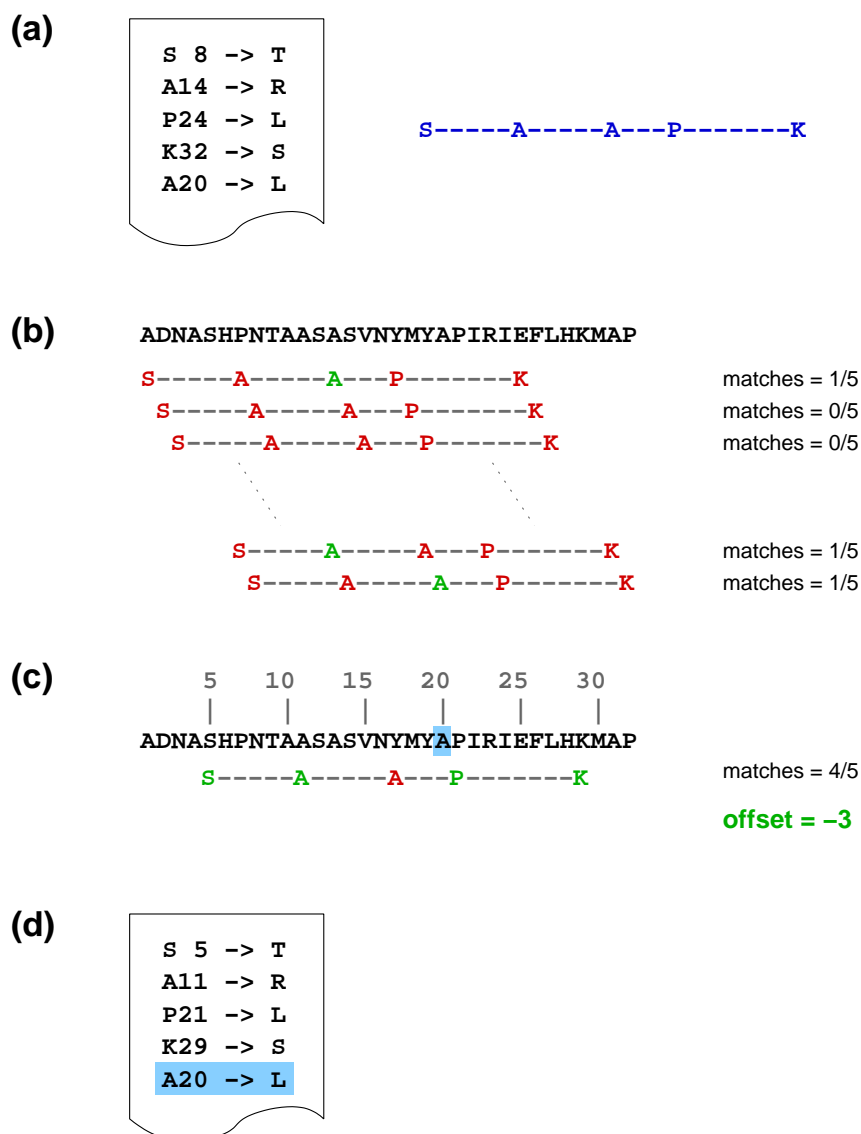 (a)
S 8 −> T
A14 −> R
P24 −> L
K32 −> S
A20 −> L
S−−−−−A−−−−−A−−−P−−−−−−−K
(b)
ADNASHPNTAASASVNYMYAPIRIEFLHKMAP
S−−−−−A−−−−−A−−−P−−−−−−−K matches = 1/5
S−−−−−A−−−−−A−−−P−−−−−−−K matches = 0/5
S−−−−−A−−−−−A−−−P−−−−−−−K matches = 0/5
S−−−−−A−−−−−A−−−P−−−−−−−K matches = 1/5
S−−−−−A−−−−−A−−−P−−−−−−−K matches = 1/5
(c)
5 10 15 20 25 30
ADNASHPNTAASASVNYMYAPIRIEFLHKMAP
S−−−−−A−−−−−A−−−P−−−−−−−K matches = 4/5
offset = −3
(d)
S 5 −> T
A11 −> R
P21 −> L
K29 −> S
A20 −> L